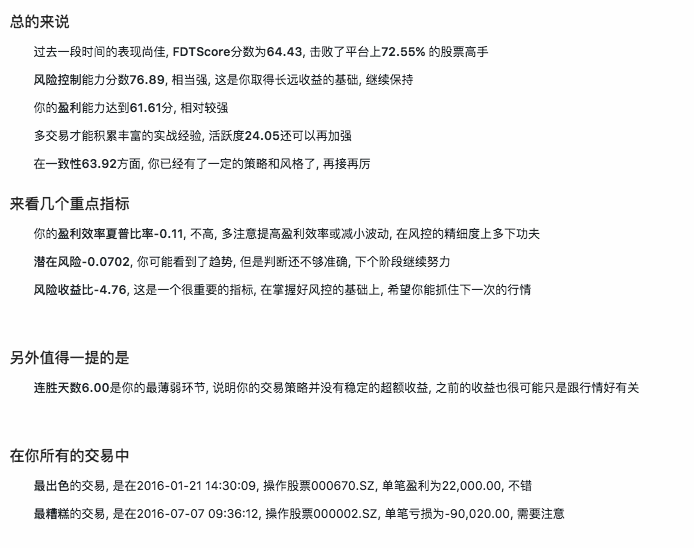 总的来说
过去一段时间的表现尚佳, FDTScore分数为64.43, 击败了平台上72.55% 的股票高手
风险控制能力分数76.89, 相当强, 这是你取得长远收益的基础, 继续保持
你的盈利能力达到61.61分, 相对较强
多交易才能积累丰富的实战经验, 活跃度24.05还可以再加强
在一致性63.92方面, 你已经有了一定的策略和风格了, 再接再厉
来看几个重点指标
你的盈利效率夏普比率-0.11, 不高, 多注意提高盈利效率或减小波动, 在风控的精细度上多下功夫
潜在风险-0.0702, 你可能看到了趋势, 但是判断还不够准确, 下个阶段继续努力
风险收益比-4.76, 这是一个很重要的指标, 在掌握好风控的基础上, 希望你能抓住下一次的行情
另外值得一提的是
连胜天数6.00是你的最薄弱环节, 说明你的交易策略并没有稳定的超额收益, 之前的收益也很可能只是跟行情好有关
在你所有的交易中
最出色的交易, 是在2016-01-21 14:30:09, 操作股票000670.SZ, 单笔盈利为22,000.00, 不错
最糟糕的交易, 是在2016-07-07 09:36:12, 操作股票000002.SZ, 单笔亏损为-90,020.00, 需要注意